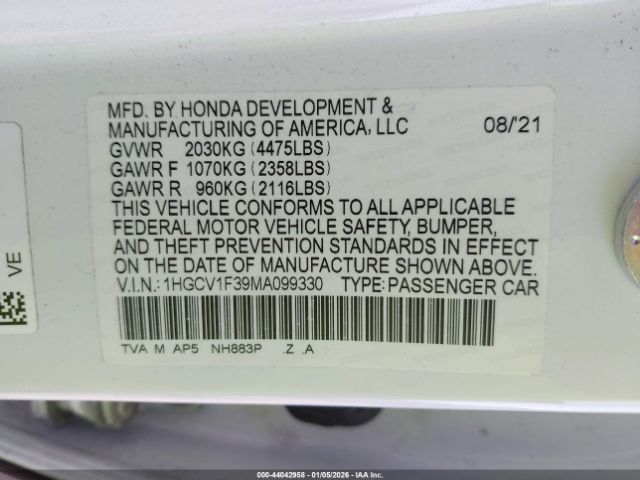 MFD. BY HONDA DEVELOPMENT &
MANUFACTURING OF AMERICA, LLC 08/'21
GVWR 2030KG (4475LBS)
GAWR F 1070KG (2358LBS)
GAWR R 960KG (2116LBS)
THIS VEHICLE CONFORMS TO ALL APPLICABLE
FEDERAL MOTOR VEHICLE SAFETY, BUMPER,
AND THEFT PREVENTION STANDARDS IN EFFECT
ON THE DATE OF MANUFACTURE SHOWN ABOVE.
V.I.N.: 1HGCV1F39MA099330 TYPE: PASSENGER CAR
TVA M AP5 NH883P .Z .A
VE
000-44042958 - 01/05/2026 - IAAI INC.